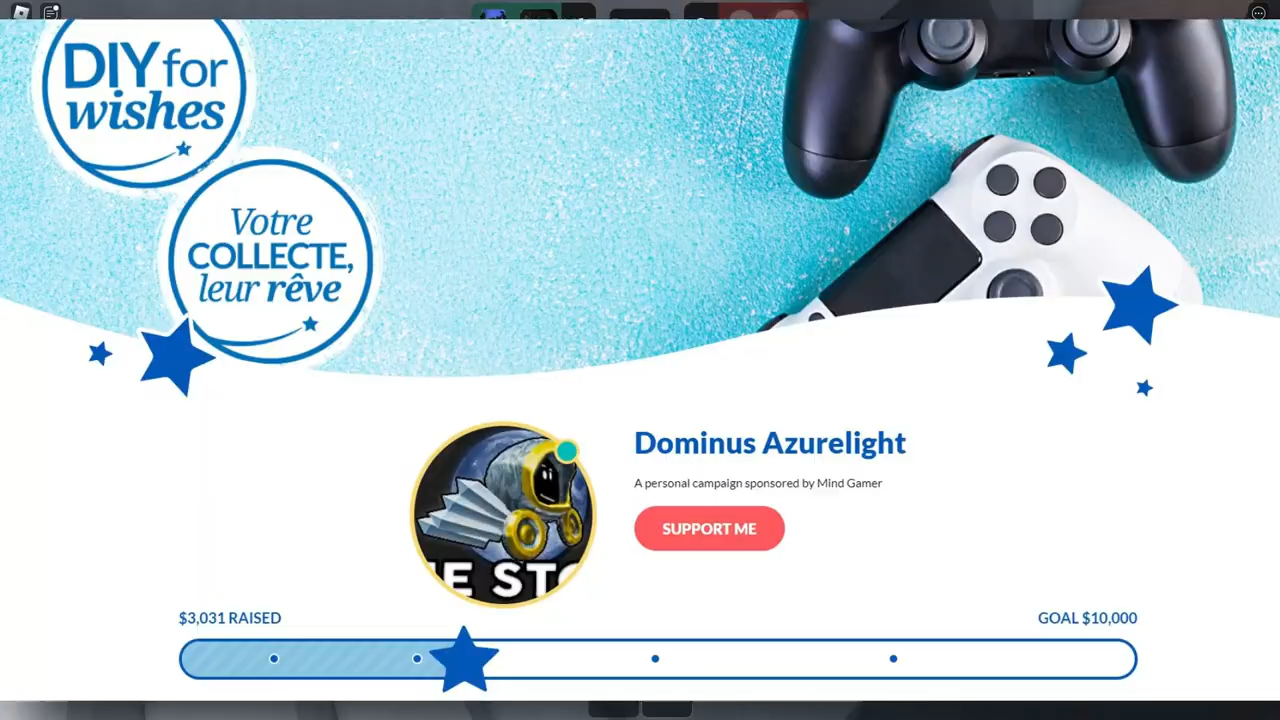 DIY for
wishes
Votre
COLLECTE,
leur rêve
Dominus Azurelight
A personal campaign sponsored by Mind Gamer
SUPPORT ME
E STO
$3,031 RAISED
GOAL $10,000